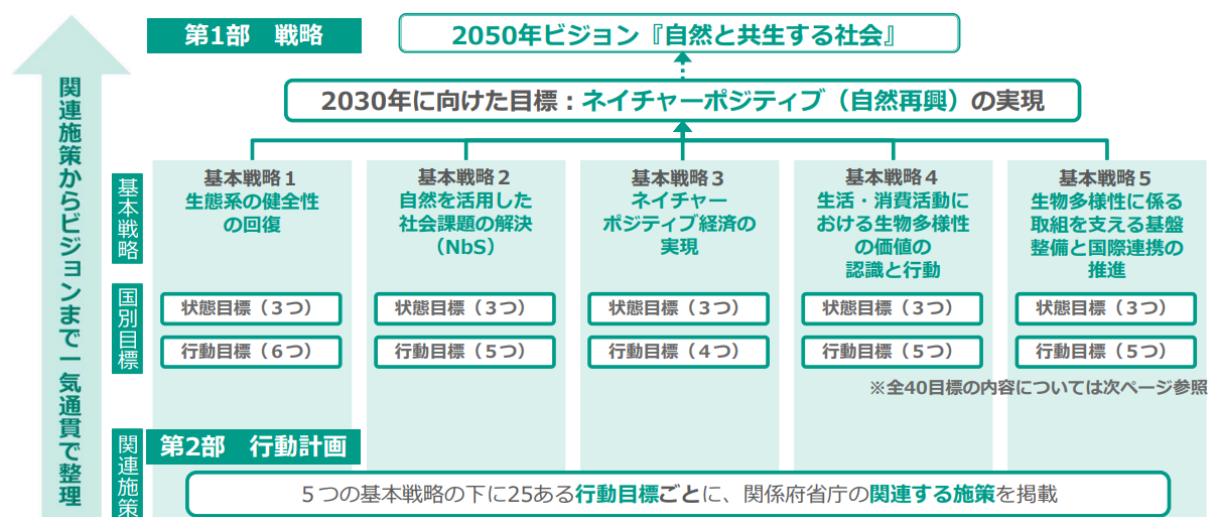 関連施策からビジョンまで一気通貫で整理
第1部 戦略
2050年ビジョン『自然と共生する社会』
2030年に向けた目標：ネイチャーポジティブ（自然再興）の実現
基本戦略
基本戦略１
生態系の健全性
の回復
基本戦略２
自然を活用した
社会課題の解決
（NbS）
基本戦略３
ネイチャー
ポジティブ経済の
実現
基本戦略４
生活・消費活動に
おける生物多様性
の価値の
認識と行動
基本戦略５
生物多様性に係る
取組を支える基盤
整備と国際連携の
推進
国別目標
状態目標（３つ）
状態目標（３つ）
状態目標（３つ）
状態目標（３つ）
状態目標（３つ）
行動目標（６つ）
行動目標（５つ）
行動目標（４つ）
行動目標（５つ）
行動目標（５つ）
※全40目標の内容については次ページ参照
関連施策
第2部 行動計画
５つの基本戦略の下に25ある行動目標ごとに、関係府省庁の関連する施策を掲載